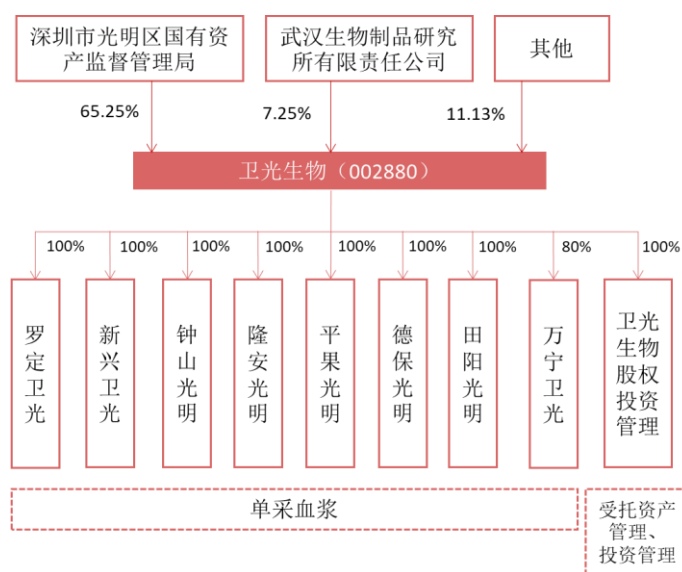 深圳市光明区国有资
产监督管理局
武汉生物制品研究
所有限责任公司
其他
65.25%
7.25%
11.13%
卫光生物（002880）
100%
100%
100%
100%
100%
100%
100%
80%
100%
罗定卫光
新兴卫光
钟山光明
隆安光明
平果光明
德保光明
田阳光明
万宁卫光
卫光
生物
股权
投资
管理
单采血浆
受托资产
管理、
投资管理